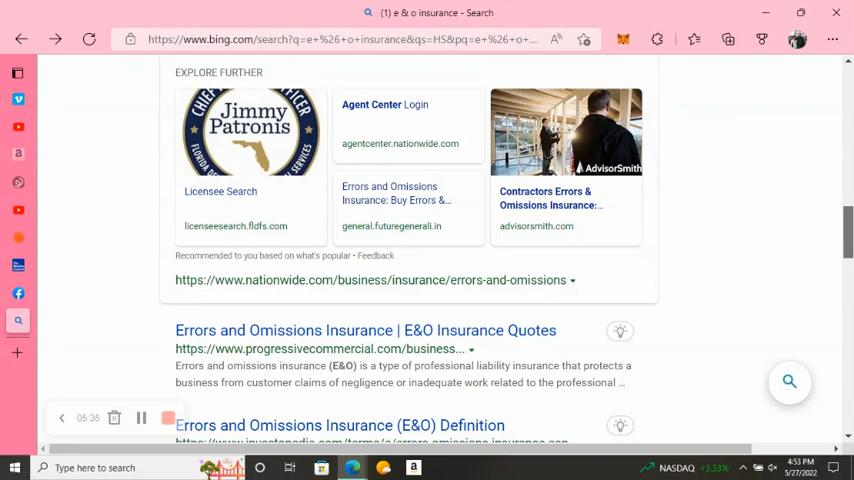 (1) e & o insurance - Search
https://www.bing.com/search?q=e+%26+o+insurance&qs=HS&pq=e+%26+o+...
EXPLORE FURTHER
Jimmy
Patronis
Licensee Search
licenseesearch.fldfs.com
Agent Center Login
agentcenter.nationwide.com
Errors and Omissions
Insurance: Buy Errors &...
general.futuregenerali.in
AdvisorSmith
Contractors Errors &
Omissions Insurance:...
advisorsmith.com
Recommended to you based on what's popular • Feedback
https://www.nationwide.com/business/insurance/errors-and-omissions
Errors and Omissions Insurance | E&O Insurance Quotes
https://www.progressivecommercial.com/business...
Errors and omissions insurance (E&O) is a type of professional liability insurance that protects a
business from customer claims of negligence or inadequate work related to the professional ...
05:35
Errors and Omissions Insurance (E&O) Definition
Type here to search
NASDAQ +3.33%
4:53 PM
5/27/2022